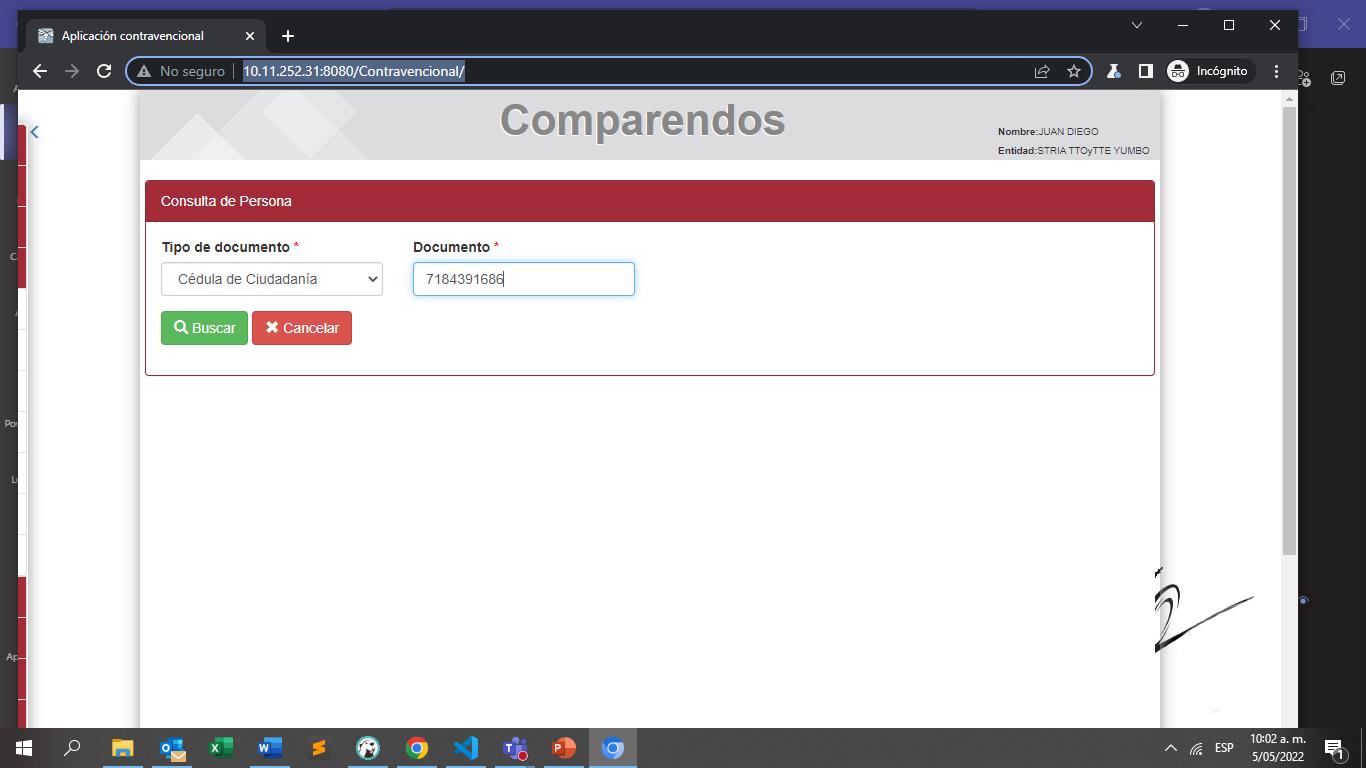 Aplicación contravencional
No seguro
10.11.252.31:8080/Contravencional/
Incógnito
Comparendos
Nombre:JUAN DIEGO
Entidad:STRIA TTOyTTE YUMBO
Consulta de Persona
Tipo de documento *
Documento *
Cédula de Ciudadanía
7184391686
Buscar
Cancelar
ESP
10:02 a. m.
5/05/2022
1